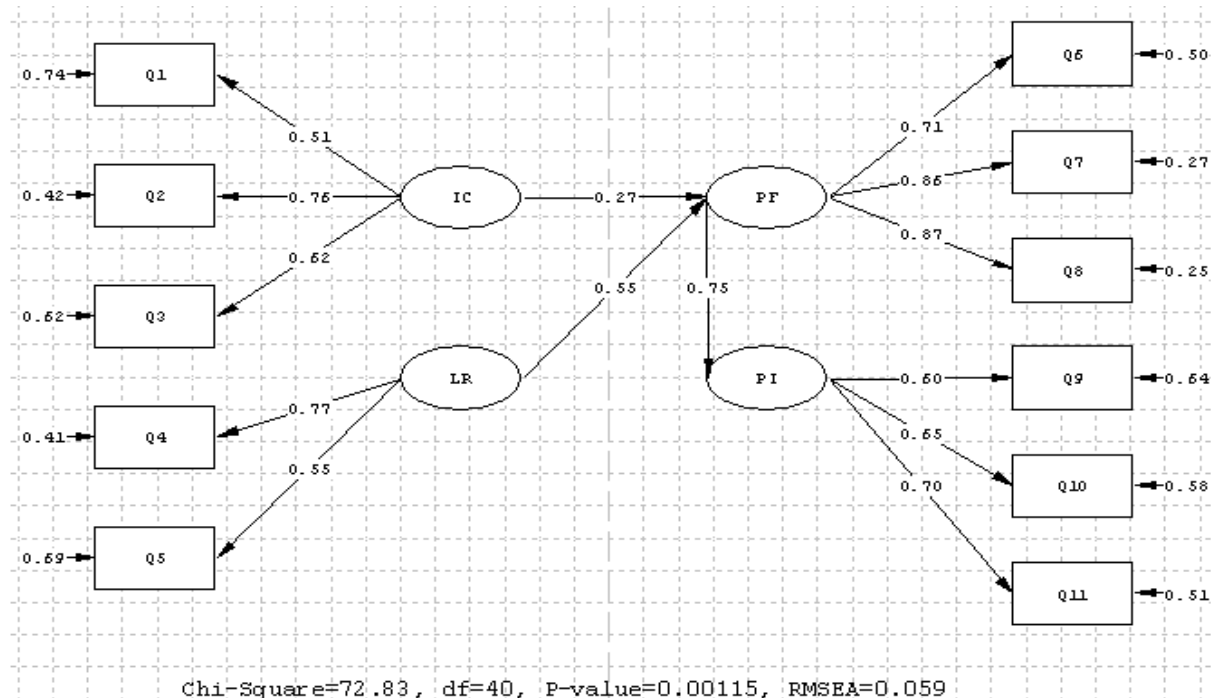 Q6
0.50
0.74
Q1
0.71
0.51
Q7
0.27
0.86
0.42
Q2
0.76
IC
0.27
PF
0.87
0.62
Q8
0.25
0.55
0.75
0.62
Q3
LR
PI
0.60
Q9
0.64
0.77
0.41
Q4
0.65
0.55
0.70
Q10
0.58
0.69
Q5
Q11
0.51
Chi-Square=72.83, df=40, P-value=0.00115, RMSEA=0.059